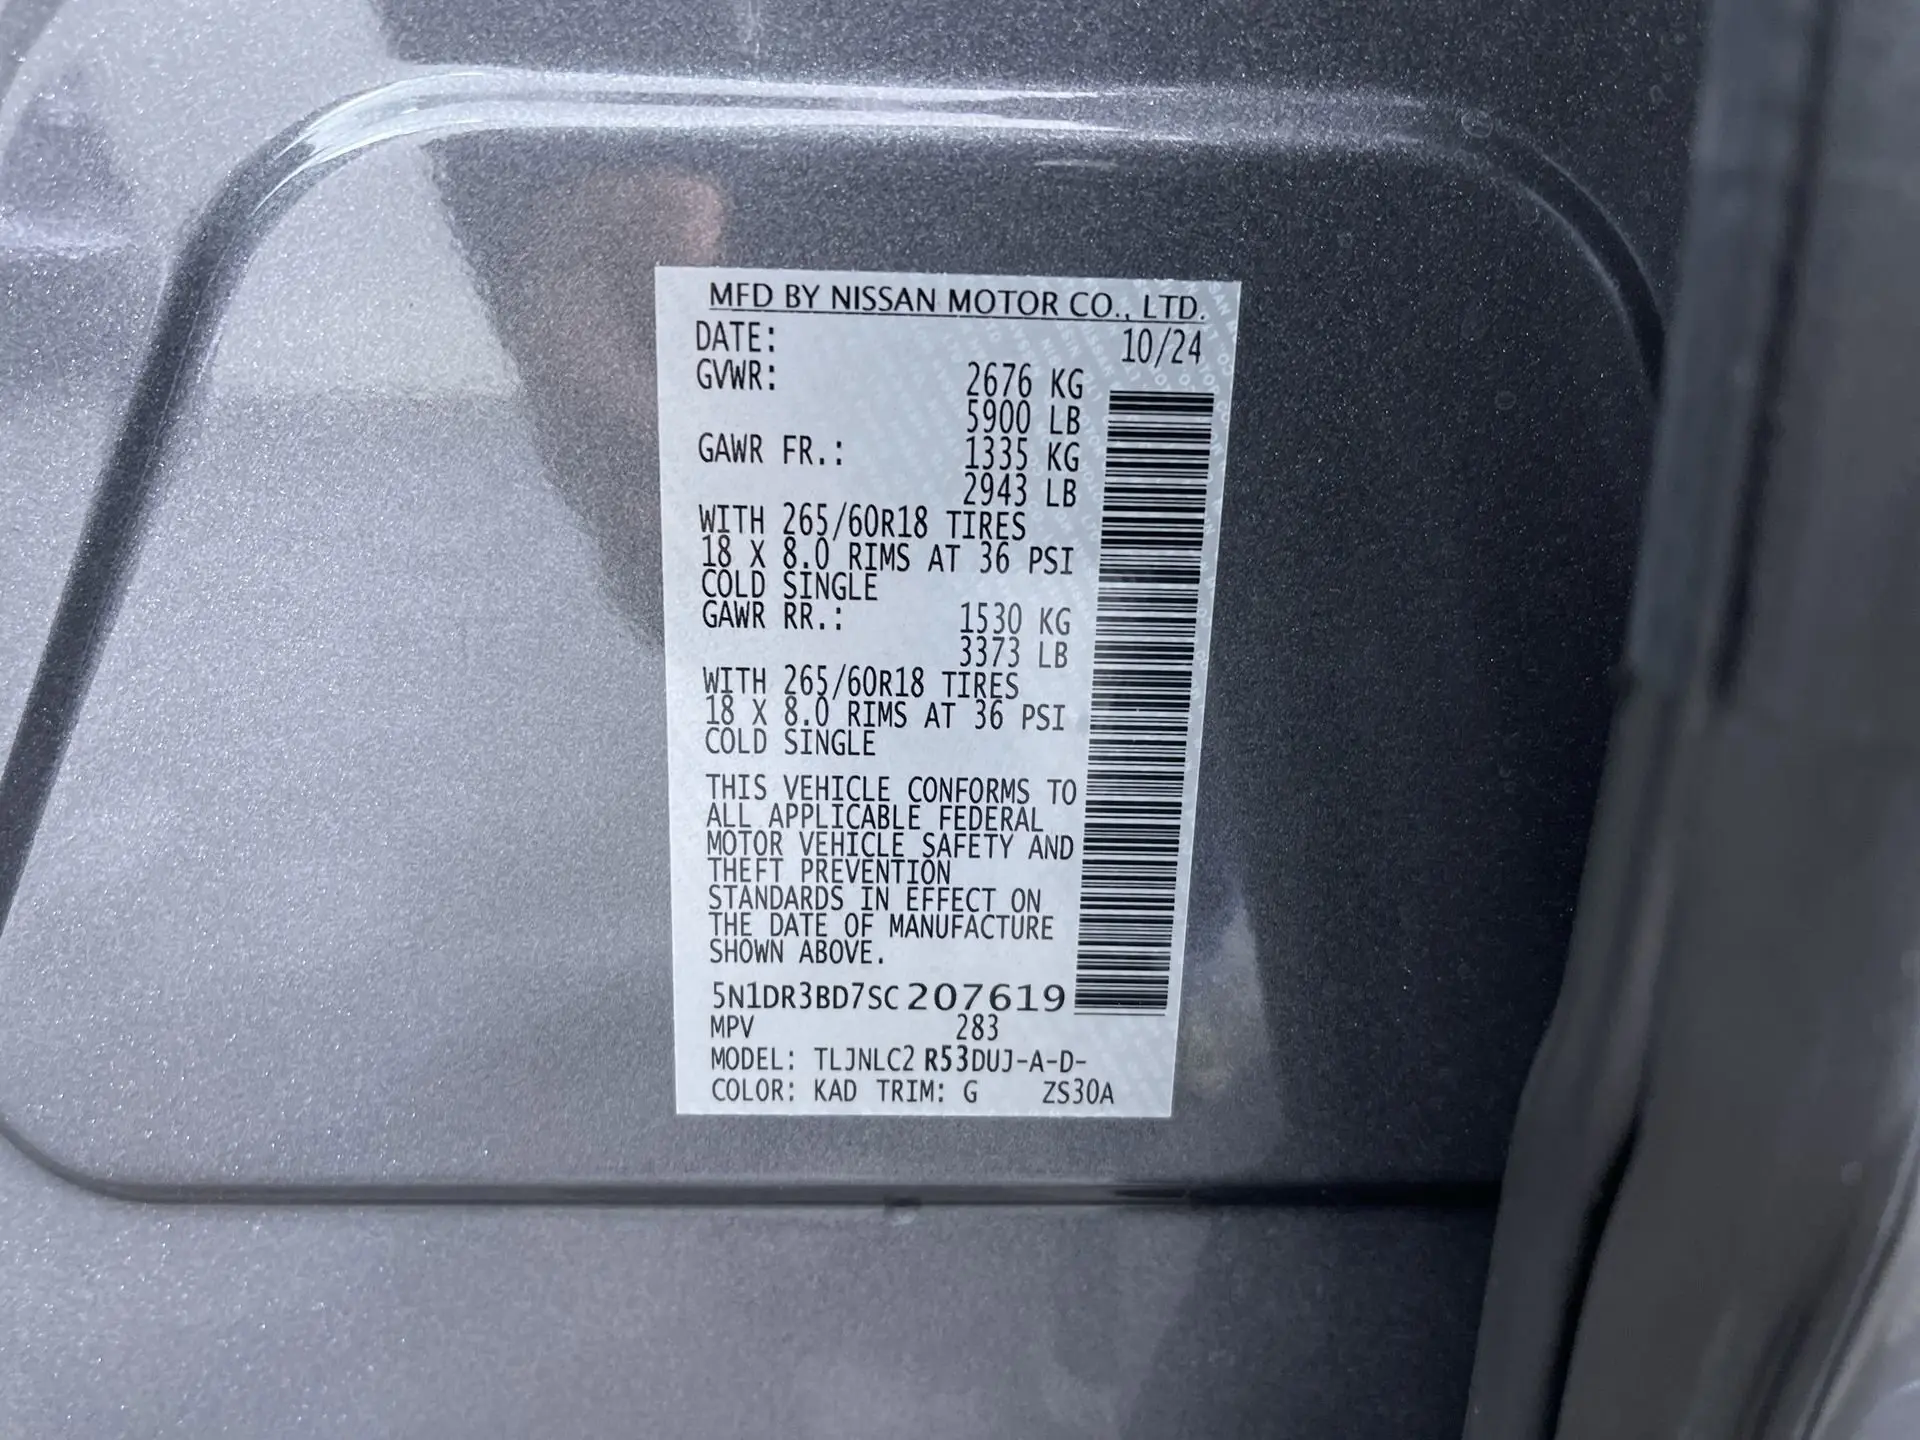 MFD BY NISSAN MOTOR CO., LTD.
DATE: 10/24
GVWR: 2676 KG
5900 LB
GAWR FR.: 1335 KG
2943 LB
WITH 265/60R18 TIRES
18 X 8.0 RIMS AT 36 PSI
COLD SINGLE
GAWR RR.: 1530 KG
3373 LB
WITH 265/60R18 TIRES
18 X 8.0 RIMS AT 36 PSI
COLD SINGLE
THIS VEHICLE CONFORMS TO
ALL APPLICABLE FEDERAL
MOTOR VEHICLE SAFETY AND
THEFT PREVENTION
STANDARDS IN EFFECT ON
THE DATE OF MANUFACTURE
SHOWN ABOVE.
5N1DR3BD7SC207619
MPV 283
MODEL: TLJNLC2 R53DUJ-A-D-
COLOR: KAD TRIM: G ZS30A